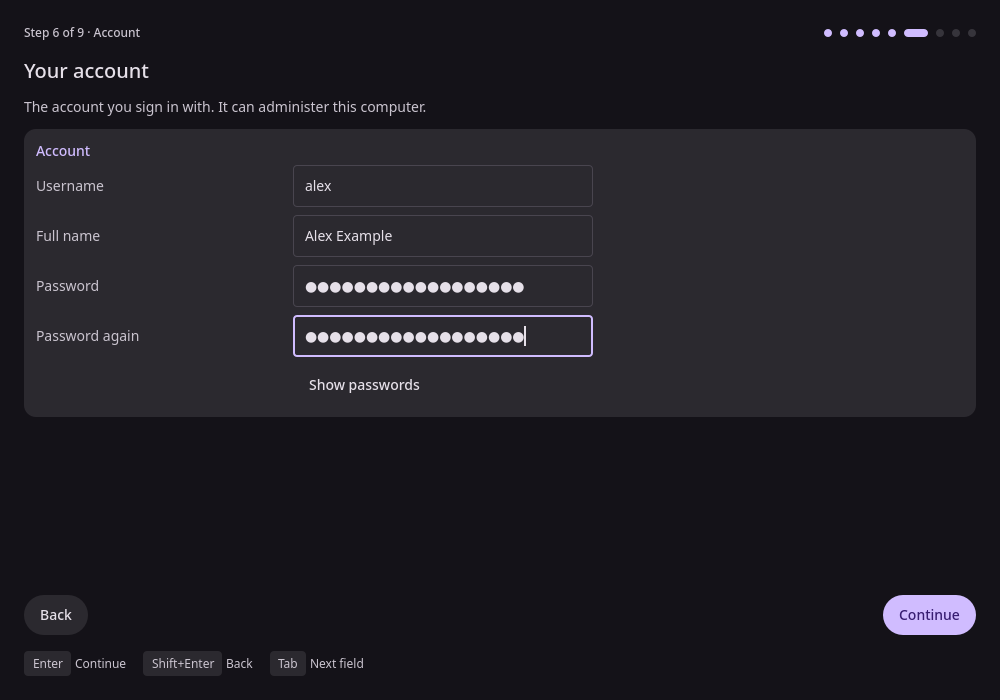 Step 6 of 9 · Account
Your account
The account you sign in with. It can administer this computer.
Account
Username
alex
Full name
Alex Example
Password
●●●●●●●●●●●●●●●●●●
Password again
●●●●●●●●●●●●●●●●●●
Show passwords
Back
Continue
Enter Continue Shift+Enter Back Tab Next field